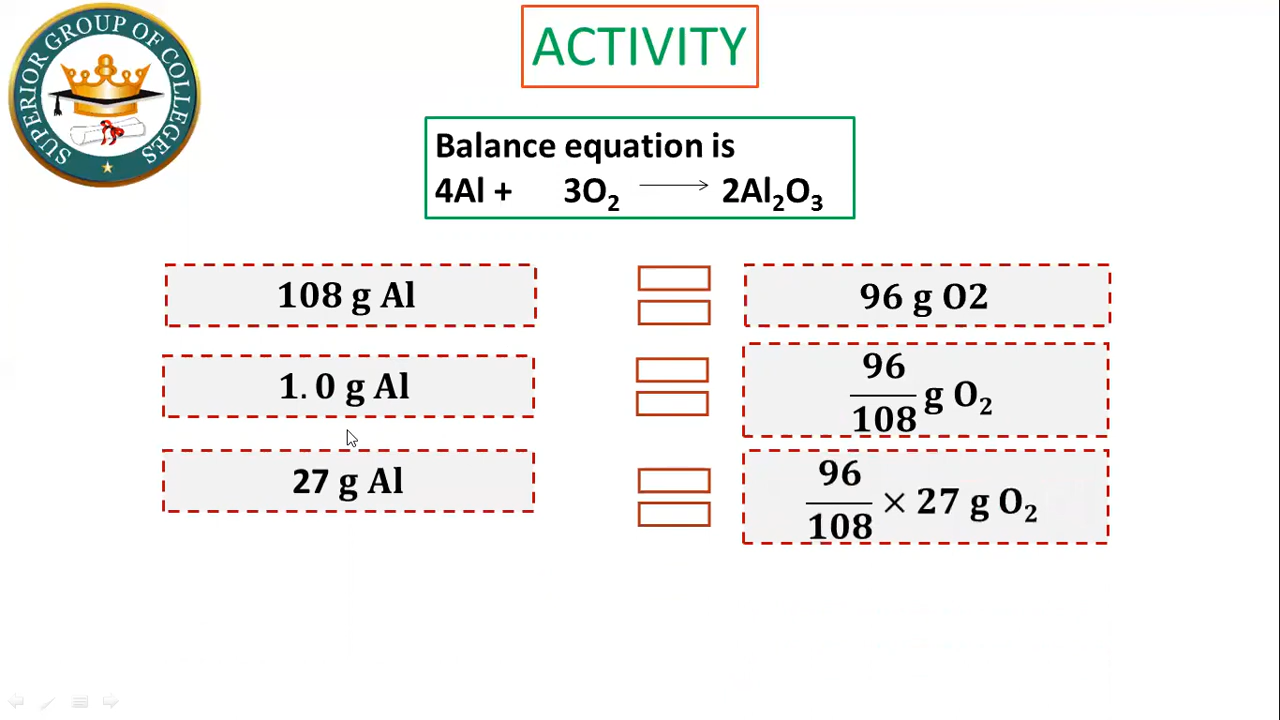 SUPERIOR GROUP OF COLLEGES
ACTIVITY
Balance equation is
4Al + 3O₂ ⟶ 2Al₂O₃
108 g Al = 96 g O2
1.0 g Al = 96/108 g O₂
27 g Al = 96/108 × 27 g O₂